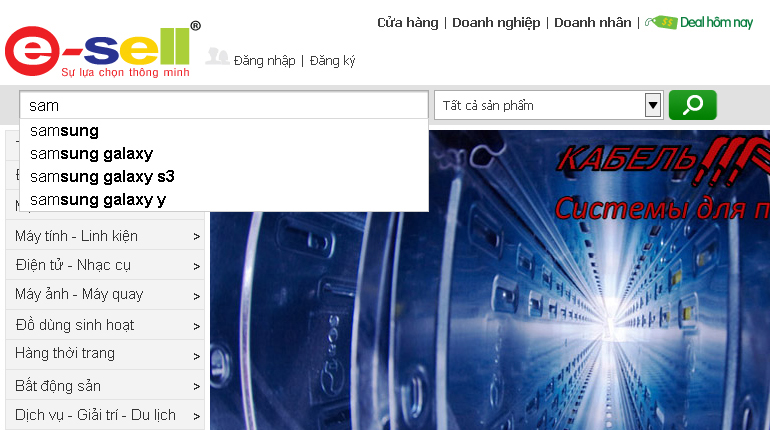 Cửa hàng | Doanh nghiệp | Doanh nhân | $$ Deal hôm nay
e-sell®
Sự lựa chọn thông minh
Đăng nhập | Đăng ký
sam
Tất cả sản phẩm
samsung
samsung galaxy
samsung galaxy s3
samsung galaxy y
Máy tính - Linh kiện >
Điện tử - Nhạc cụ >
Máy ảnh - Máy quay >
Đồ dùng sinh hoạt >
Hàng thời trang >
Bất động sản >
Dịch vụ - Giải trí - Du lịch >
КАБЕЛЬ
Системы для п